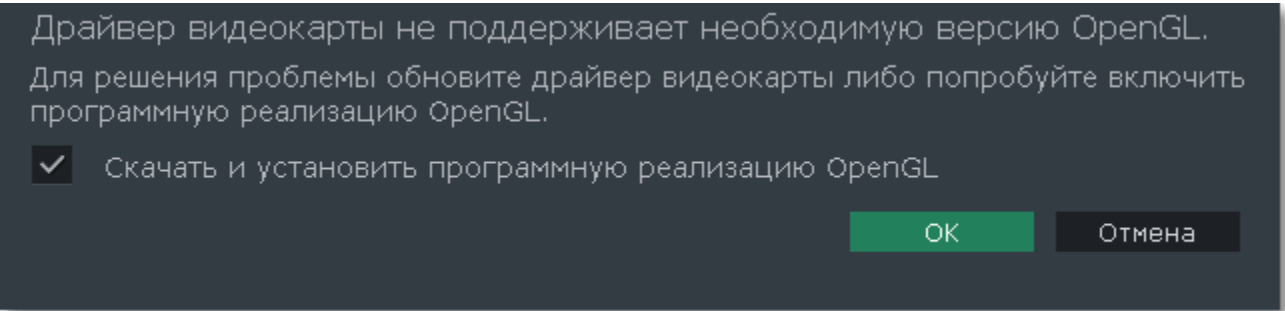 Драйвер видеокарты не поддерживает необходимую версию OpenGL.
Для решения проблемы обновите драйвер видеокарты либо попробуйте включить
программную реализацию OpenGL.
Скачать и установить программную реализацию OpenGL
OK
Отмена